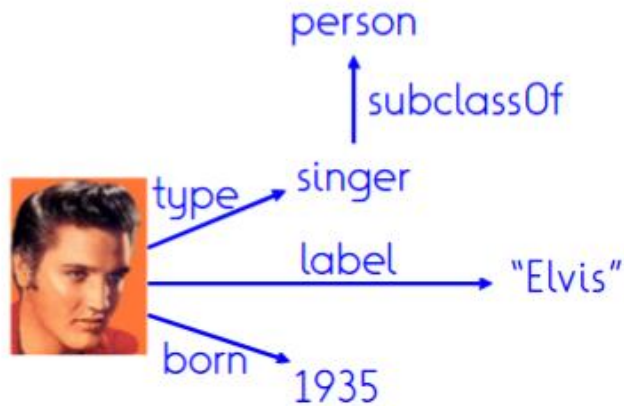 person
subclassOf
singer
type
label
“Elvis”
born
1935